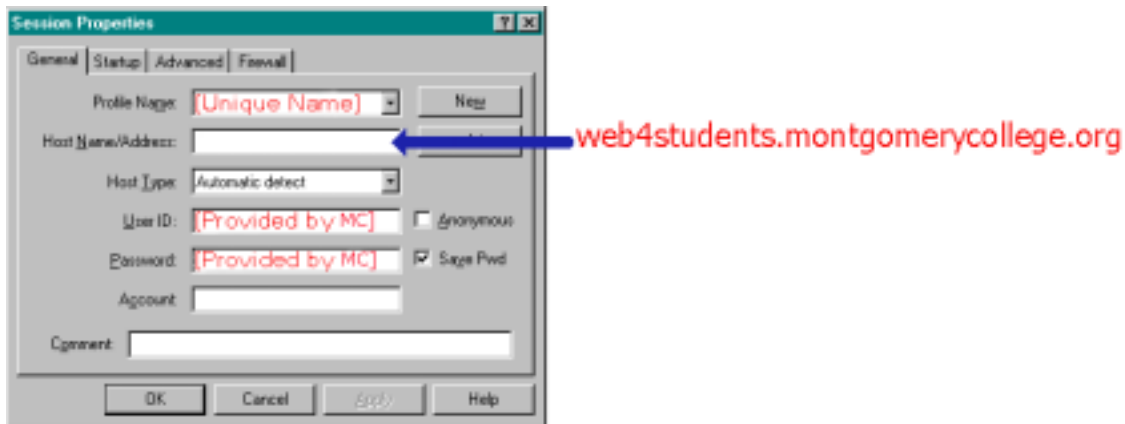 Session Properties
General Startup Advanced Firewall
Profile Name: [Unique Name] New
Host Name/Address: web4students.montgomerycollege.org
Host Type: Automatic detect
User ID: [Provided by MC] Anonymous
Password: [Provided by MC] Save Pwd
Account:
Comment:
OK Cancel Apply Help